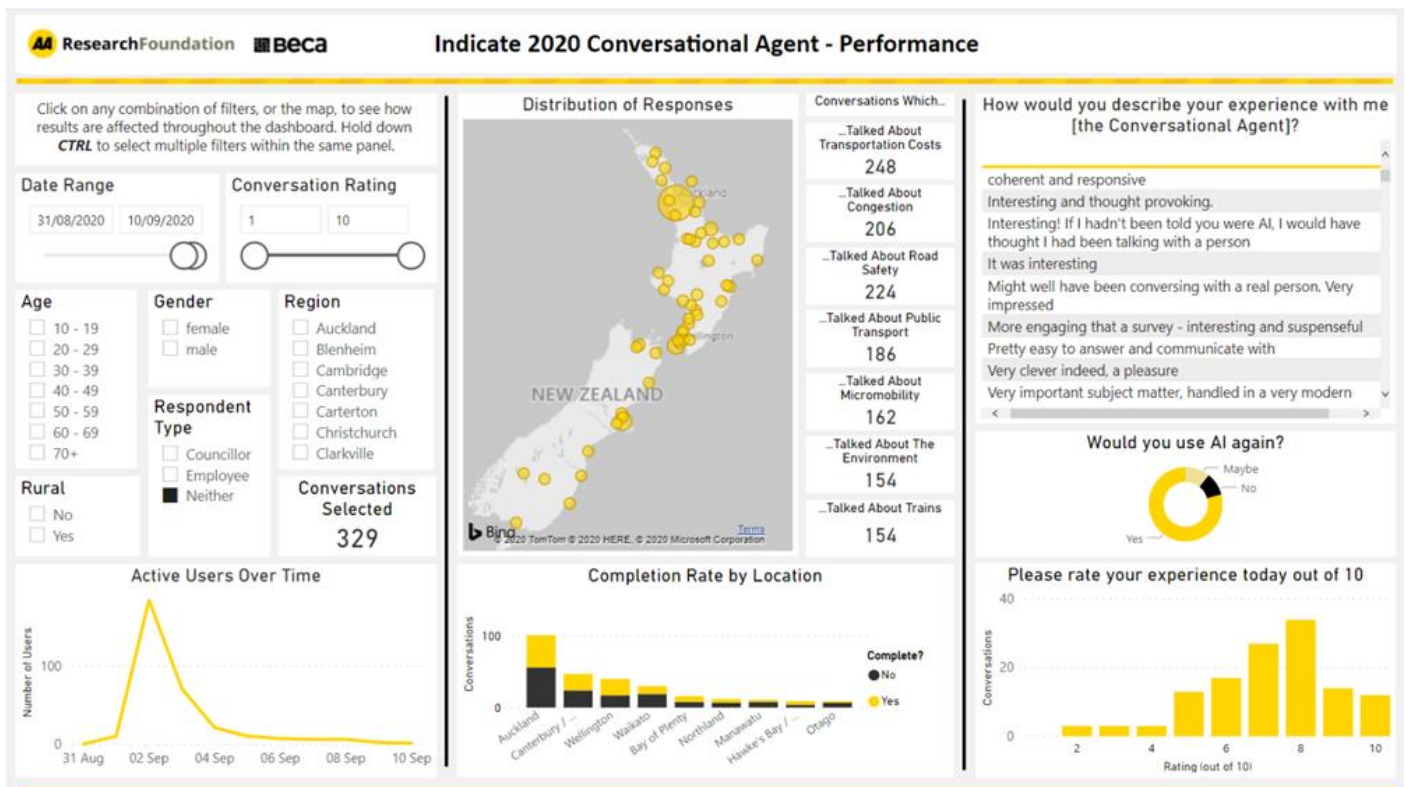 AA ResearchFoundation Beca
Indicate 2020 Conversational Agent - Performance
Click on any combination of filters, or the map, to see how
results are affected throughout the dashboard. Hold down
CTRL to select multiple filters within the same panel.
Date Range
31/08/2020 10/09/2020
Conversation Rating
1 10
Age
10 - 19
20 - 29
30 - 39
40 - 49
50 - 59
60 - 69
70+
Gender
female
male
Region
Auckland
Blenheim
Cambridge
Canterbury
Carterton
Christchurch
Clarkville
Respondent
Type
Councillor
Employee
Neither
Rural
No
Yes
Conversations
Selected
329
Active Users Over Time
Number of Users
100
0
31 Aug 02 Sep 04 Sep 06 Sep 08 Sep 10 Sep
Distribution of Responses
NEW ZEALAND
Bing
Terms
© 2020 TomTom © 2020 HERE, © 2020 Microsoft Corporation
Conversations Which...
...Talked About
Transportation Costs
248
...Talked About
Congestion
206
...Talked About Road
Safety
224
...Talked About Public
Transport
186
...Talked About
Micromobility
162
...Talked About The
Environment
154
...Talked About Trains
154
Completion Rate by Location
Conversations
100
0
Auckland
Canterbury / ...
Wellington
Waikato
Bay of Plenty
Northland
Manawatu
Hawke's Bay / ...
Otago
Complete?
No
Yes
How would you describe your experience with me
[the Conversational Agent]?
coherent and responsive
Interesting and thought provoking.
Interesting! If I hadn't been told you were AI, I would have
thought I had been talking with a person
It was interesting
Might well have been conversing with a real person. Very
impressed
More engaging that a survey - interesting and suspenseful
Pretty easy to answer and communicate with
Very clever indeed, a pleasure
Very important subject matter, handled in a very modern
Would you use AI again?
Maybe
No
Yes
Please rate your experience today out of 10
Conversations
40
20
0
2 4 6 8 10
Rating (out of 10)